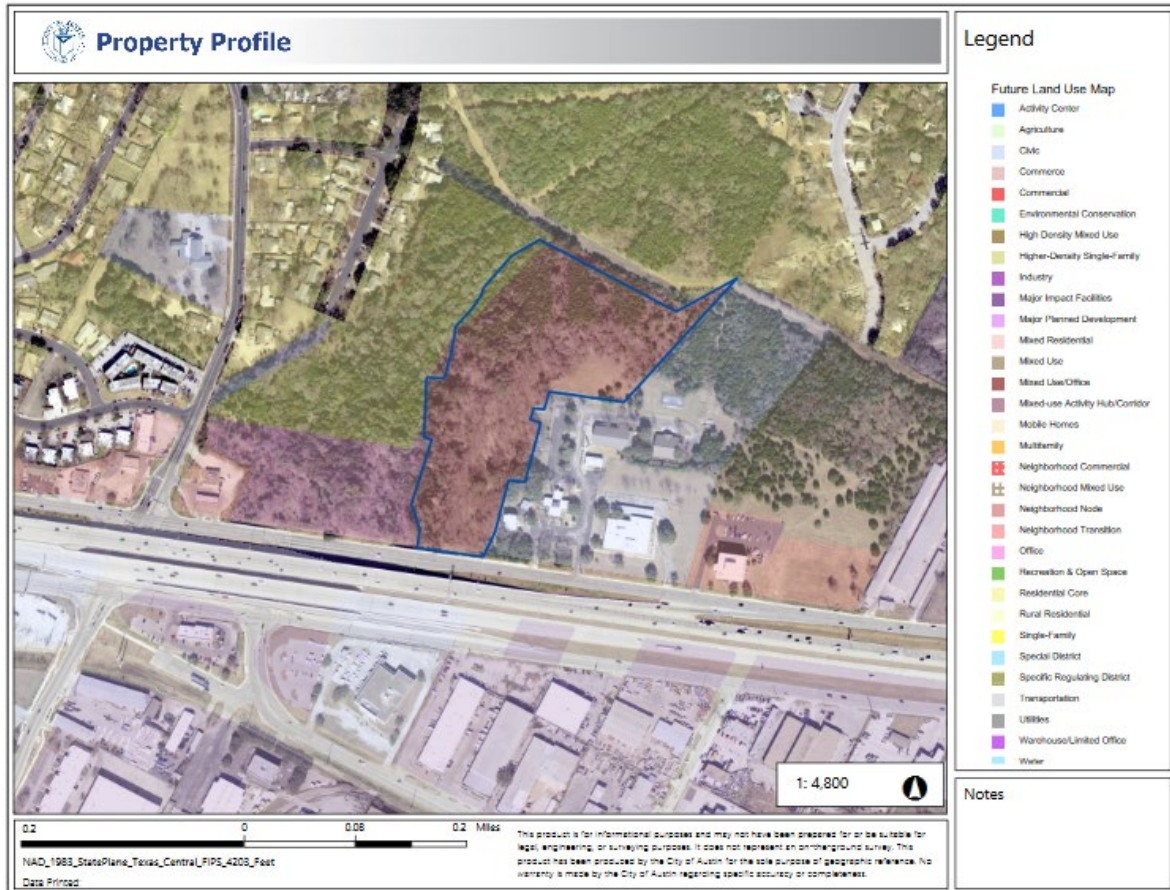 Property Profile
Legend
Future Land Use Map
Activity Center
Agriculture
Civic
Commerce
Commercial
Environmental Conservation
High Density Mixed Use
Higher-Density Single-Family
Industry
Major Impact Facilities
Major Planned Development
Mixed Residential
Mixed Use
Mixed Use/Office
Mixed-use Activity Hub/Corridor
Mobile Homes
Multifamily
Neighborhood Commercial
Neighborhood Mixed Use
Neighborhood Node
Neighborhood Transition
Office
Recreation & Open Space
Residential Core
Rural Residential
Single-Family
Special District
Specific Regulating District
Transportation
Utilities
Warehouse/Limited Office
Water
1: 4,800
Notes
0.2 0 0.08 0.2 Miles
NAD_1983_StatePlane_Texas_Central_FIPS_4203_Feet
Date Printed:
This product is for informational purposes and may not have been prepared for or be suitable for
legal, engineering, or surveying purposes. It does not represent an on-the-ground survey. This
product has been produced by the City of Austin for the sole purpose of geographic reference. No
warranty is made by the City of Austin regarding specific accuracy or completeness.